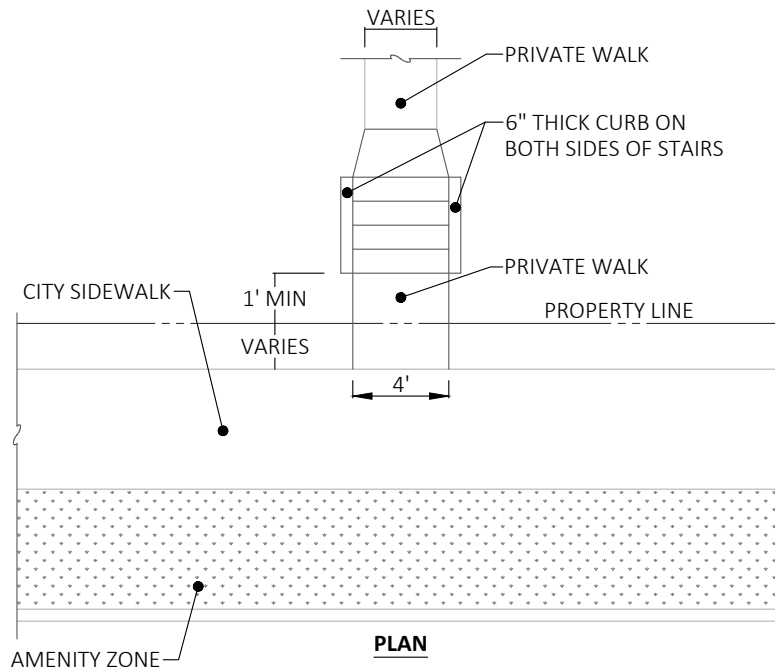 VARIES
PRIVATE WALK
6" THICK CURB ON
BOTH SIDES OF STAIRS
PRIVATE WALK
CITY SIDEWALK
1' MIN
PROPERTY LINE
VARIES
4'
PLAN
AMENITY ZONE